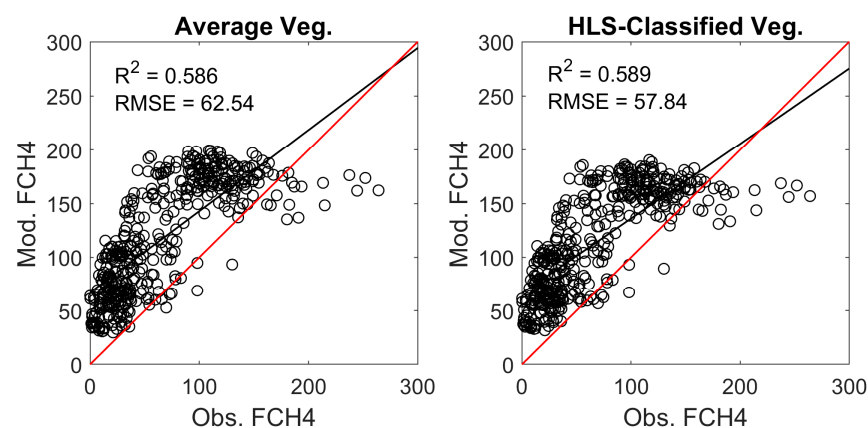 Average Veg.
R2 = 0.586
RMSE = 62.54
300
250
200
150
100
50
0
0 100 200 300
Mod. FCH4
Obs. FCH4
HLS-Classified Veg.
R2 = 0.589
RMSE = 57.84
300
250
200
150
100
50
0
0 100 200 300
Mod. FCH4
Obs. FCH4